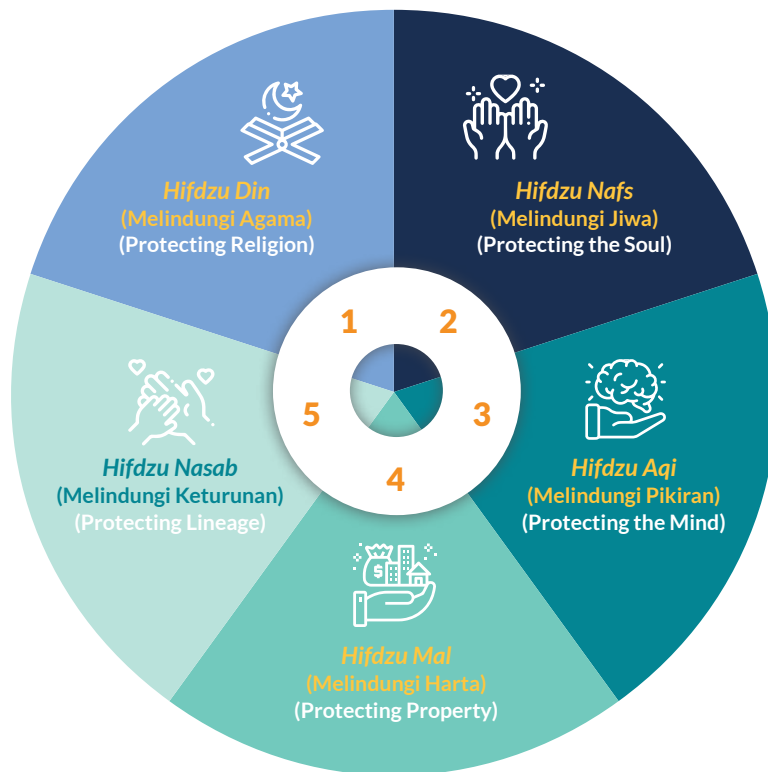 Hifdzu Din
(Melindungi Agama)
(Protecting Religion)
Hifdzu Nafs
(Melindungi Jiwa)
(Protecting the Soul)
1
2
3
4
5
Hifdzu Aqi
(Melindungi Pikiran)
(Protecting the Mind)
$
Hifdzu Mal
(Melindungi Harta)
(Protecting Property)
Hifdzu Nasab
(Melindungi Keturunan)
(Protecting Lineage)